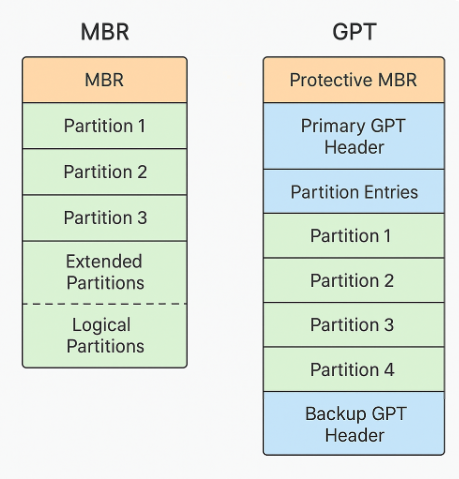 MBR
MBR
Partition 1
Partition 2
Partition 3
Extended
Partitions
Logical
Partitions
GPT
Protective MBR
Primary GPT
Header
Partition Entries
Partition 1
Partition 2
Partition 3
Partition 4
Backup GPT
Header